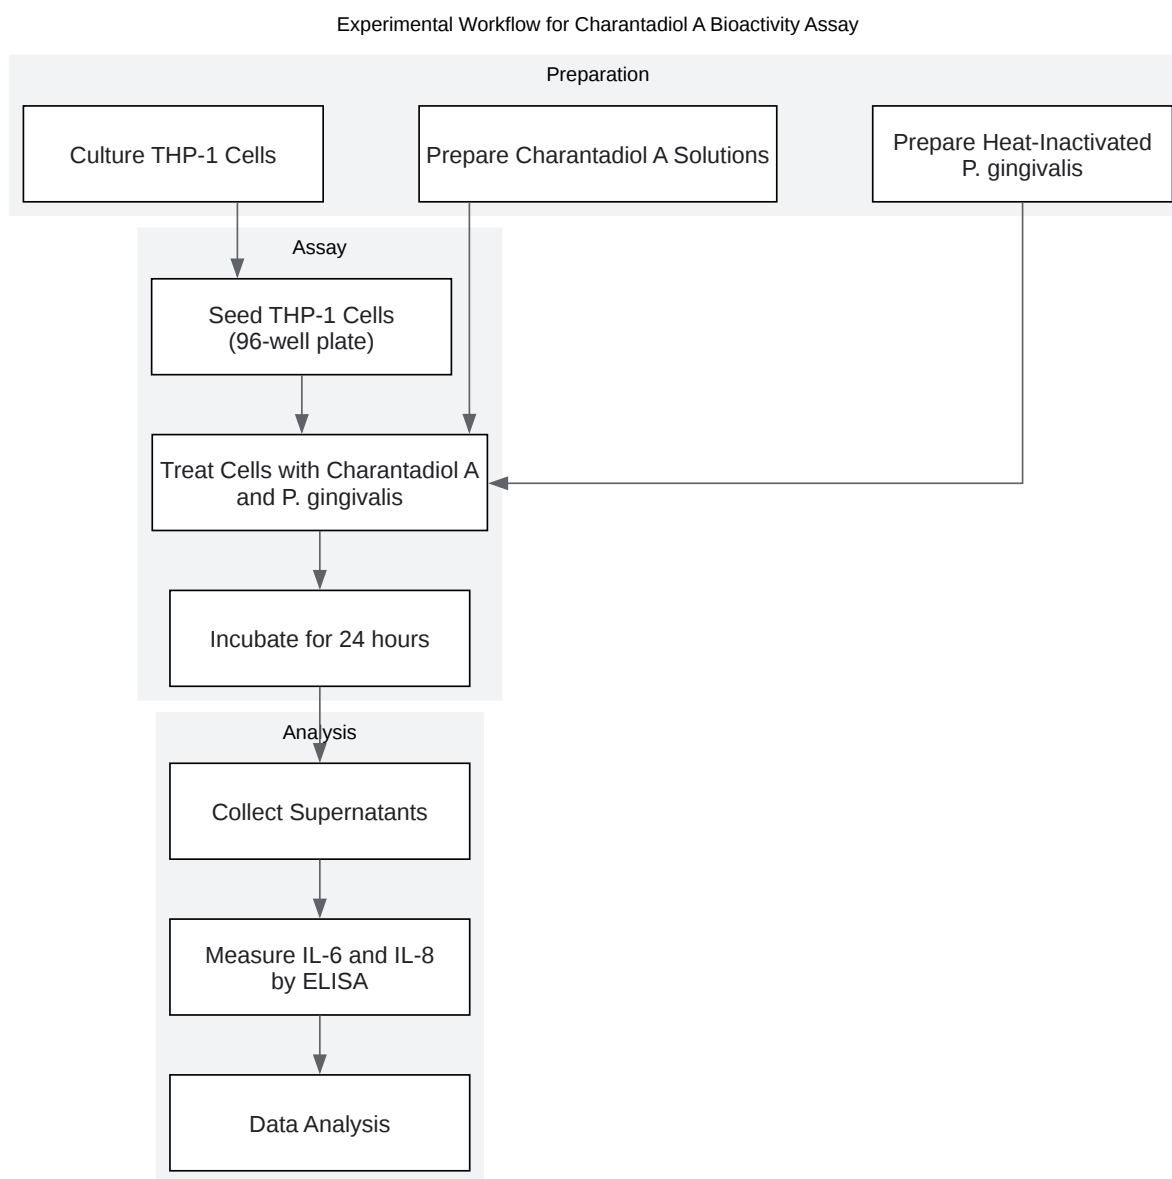 Experimental Workflow for Charantadiol A Bioactivity Assay
Preparation
Culture THP-1 Cells
Prepare Charantadiol A Solutions
Prepare Heat-Inactivated
P. gingivalis
Assay
Seed THP-1 Cells
(96-well plate)
Treat Cells with Charantadiol A
and P. gingivalis
Incubate for 24 hours
Analysis
Collect Supernatants
Measure IL-6 and IL-8
by ELISA
Data Analysis